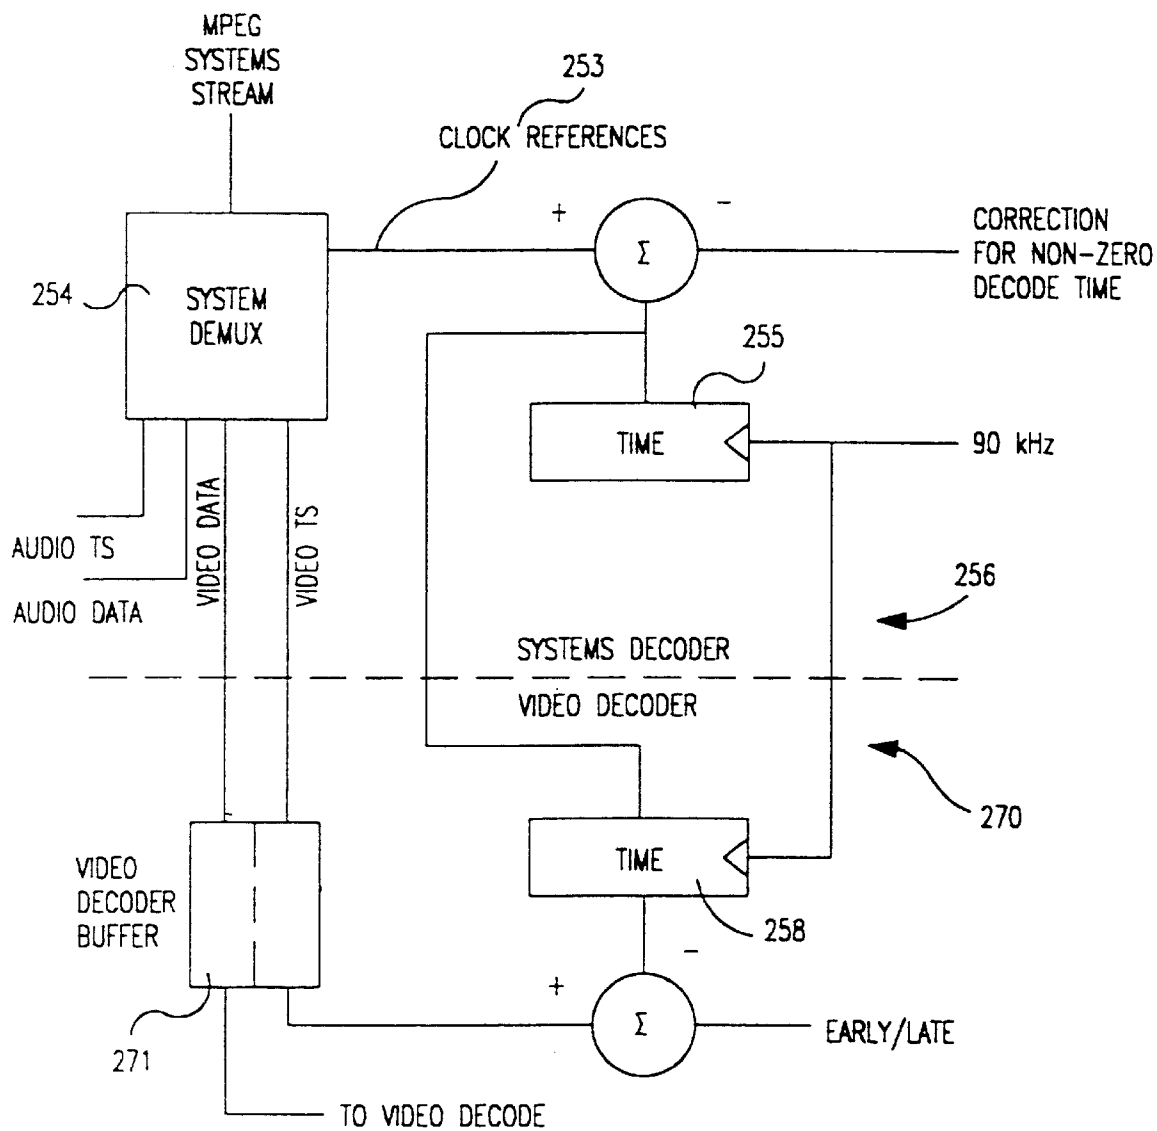 MPEG
SYSTEMS
STREAM
253
CLOCK REFERENCES
+
−
Σ
CORRECTION
FOR NON-ZERO
DECODE TIME
254
SYSTEM
DEMUX
255
TIME
90 kHz
VIDEO DATA
VIDEO TS
AUDIO TS
AUDIO DATA
256
SYSTEMS DECODER
VIDEO DECODER
270
VIDEO
DECODER
BUFFER
TIME
258
−
+
Σ
EARLY/LATE
271
TO VIDEO DECODE